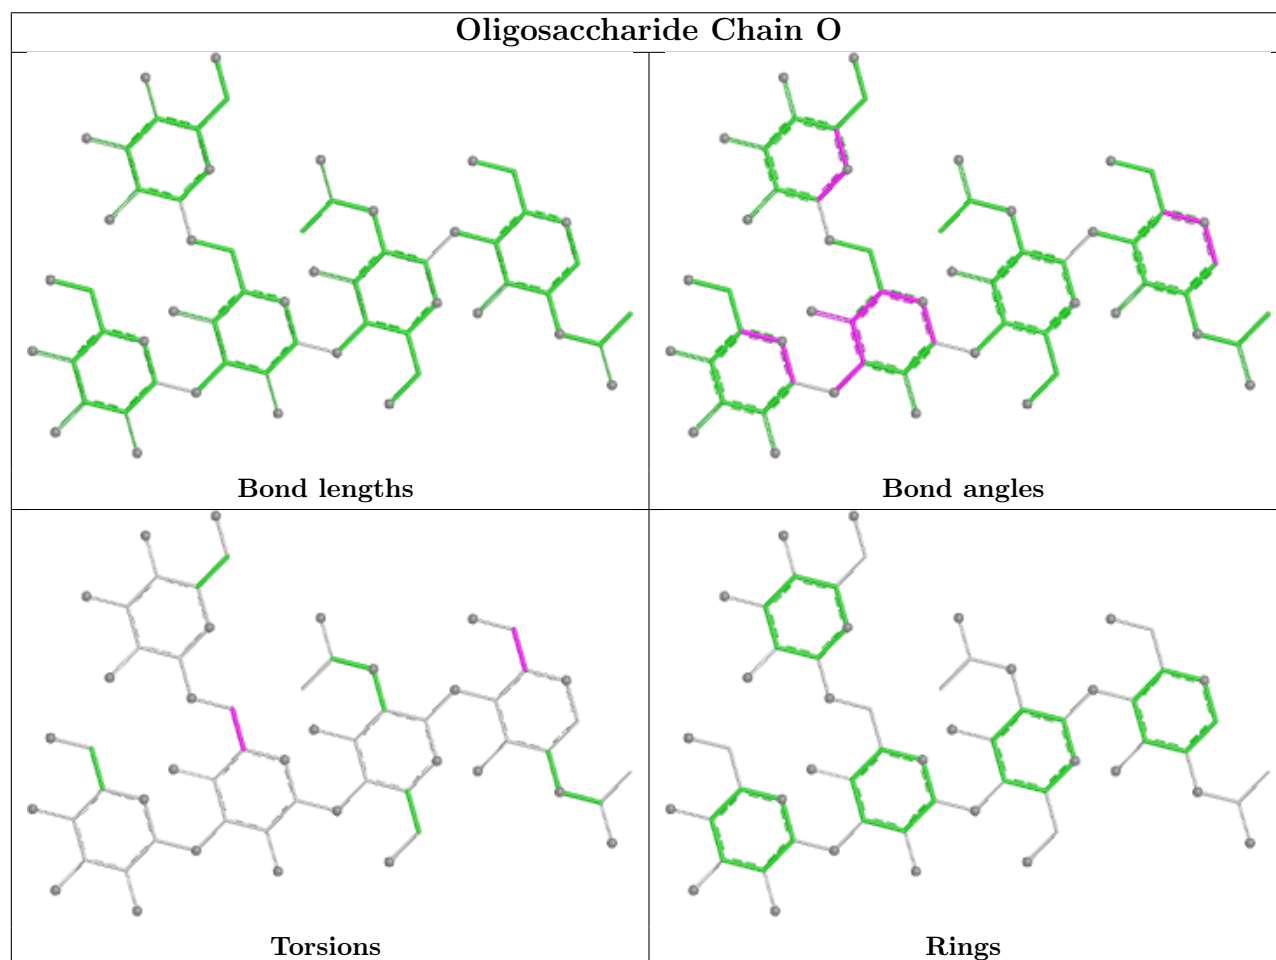 Oligosaccharide Chain O
Bond lengths
Bond angles
Torsions
Rings